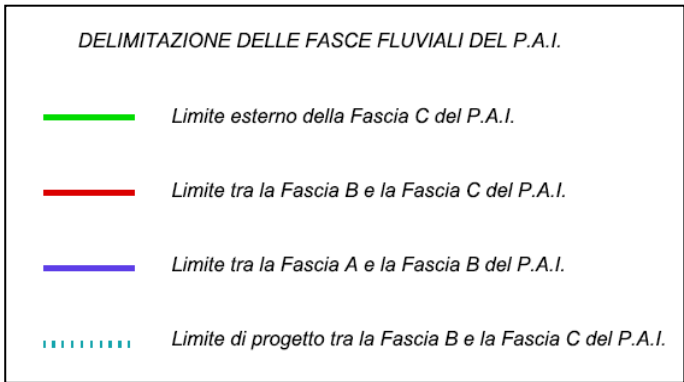 DELIMITAZIONE DELLE FASCE FLUVIALI DEL P.A.I.
Limite esterno della Fascia C del P.A.I.
Limite tra la Fascia B e la Fascia C del P.A.I.
Limite tra la Fascia A e la Fascia B del P.A.I.
Limite di progetto tra la Fascia B e la Fascia C del P.A.I.